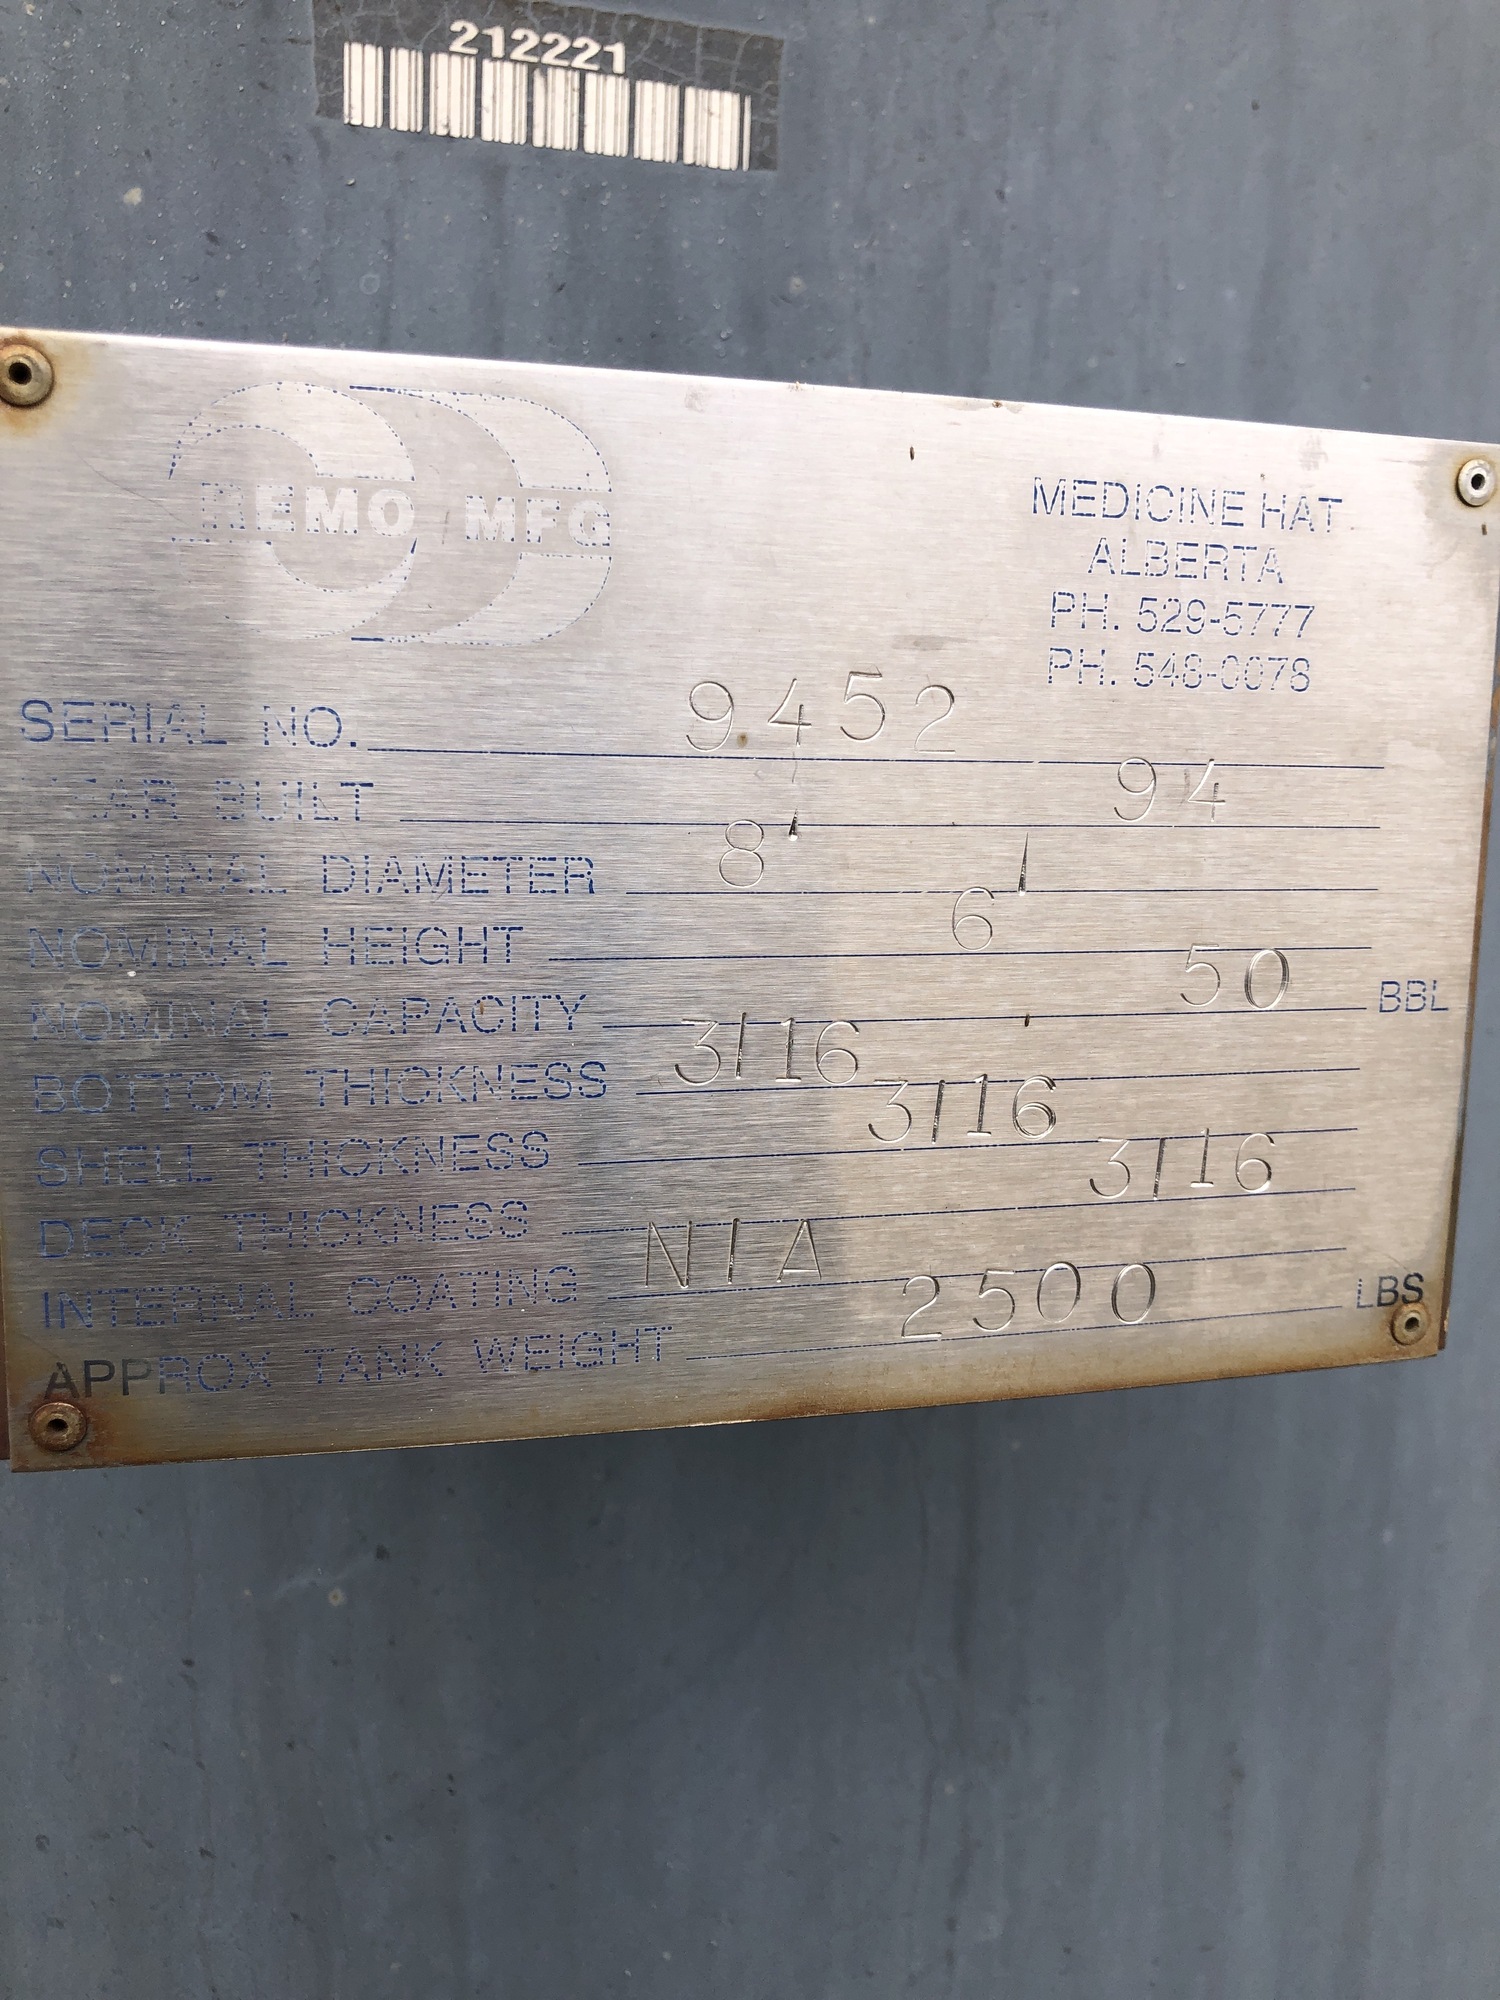 212221
REMO MFG
MEDICINE HAT
ALBERTA
PH. 529-5777
PH. 548-0078
SERIAL NO. 9452
YEAR BUILT 94
NOMINAL DIAMETER 8'
NOMINAL HEIGHT 6'
NOMINAL CAPACITY 50 BBL
BOTTOM THICKNESS 3/16
SHELL THICKNESS 3/16
DECK THICKNESS 3/16
INTERNAL COATING N/A
APPROX TANK WEIGHT 2500 LBS